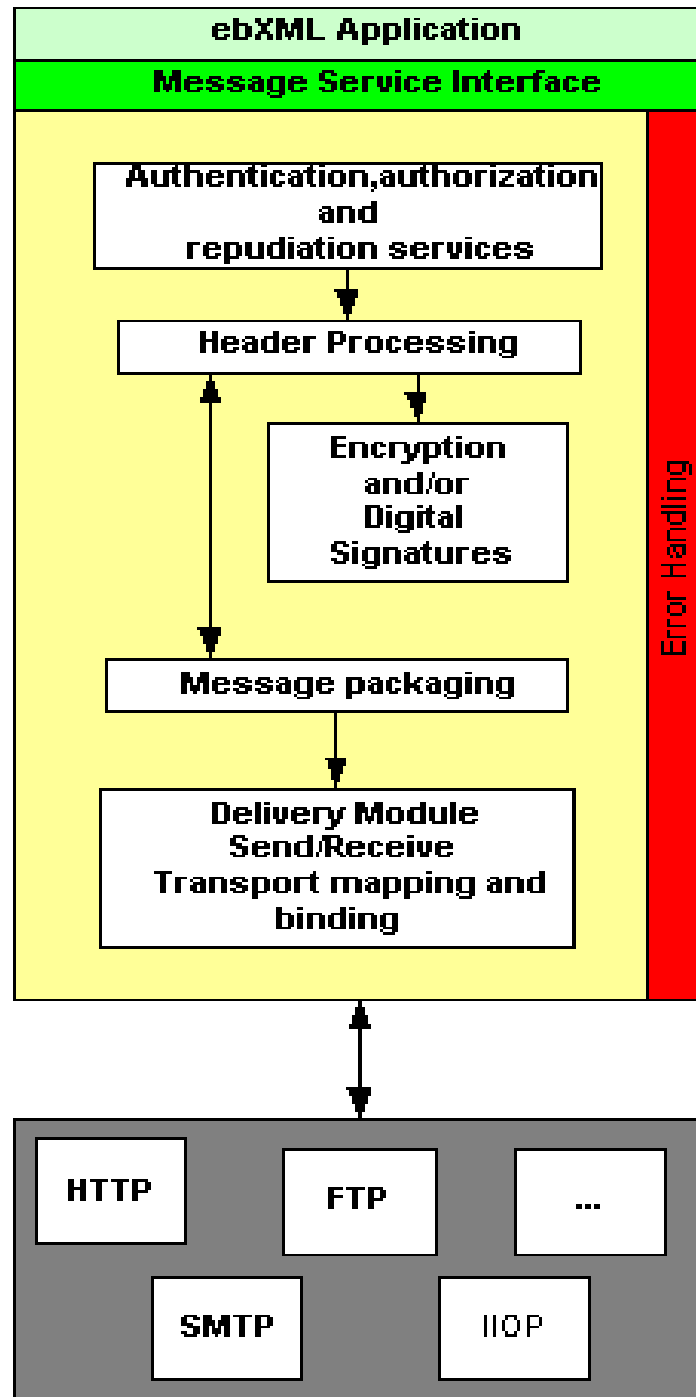 ebXML Application
Message Service Interface
Authentication,authorization
and
repudiation services
Header Processing
Encryption
and/or
Digital
Signatures
Error Handling
Message packaging
Delivery Module
Send/Receive
Transport mapping and
binding
HTTP
FTP
...
SMTP
IIOP